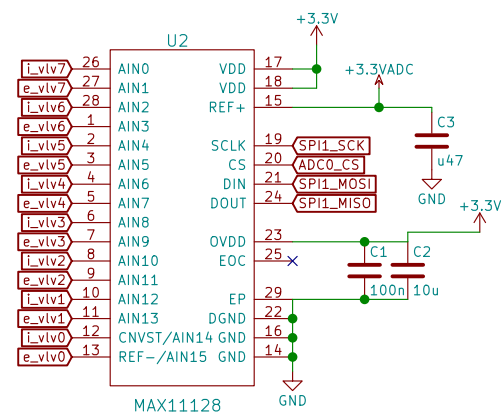 +3.3V
U2
i_vlv7 26 AIN0 VDD 17
e_vlv7 27 AIN1 VDD 18
+3.3VADC
i_vlv6 28 AIN2 REF+ 15
e_vlv6 1 AIN3
C3
i_vlv5 2 AIN4 SCLK 19 SPI1_SCK
u47
e_vlv5 3 AIN5 CS 20 ADC0_CS
i_vlv4 4 AIN6 DIN 21 SPI1_MOSI
GND
e_vlv4 5 AIN7 DOUT 24 SPI1_MISO
+3.3V
i_vlv3 6 AIN8
e_vlv3 7 AIN9 OVDD 23
C1 C2
i_vlv2 8 AIN10 EOC 25
e_vlv2 9 AIN11
100n 10u
i_vlv1 10 AIN12 EP 29
e_vlv1 11 AIN13 DGND 22
i_vlv0 12 CNVST/AIN14 GND 16
e_vlv0 13 REF-/AIN15 GND 14
GND
MAX11128